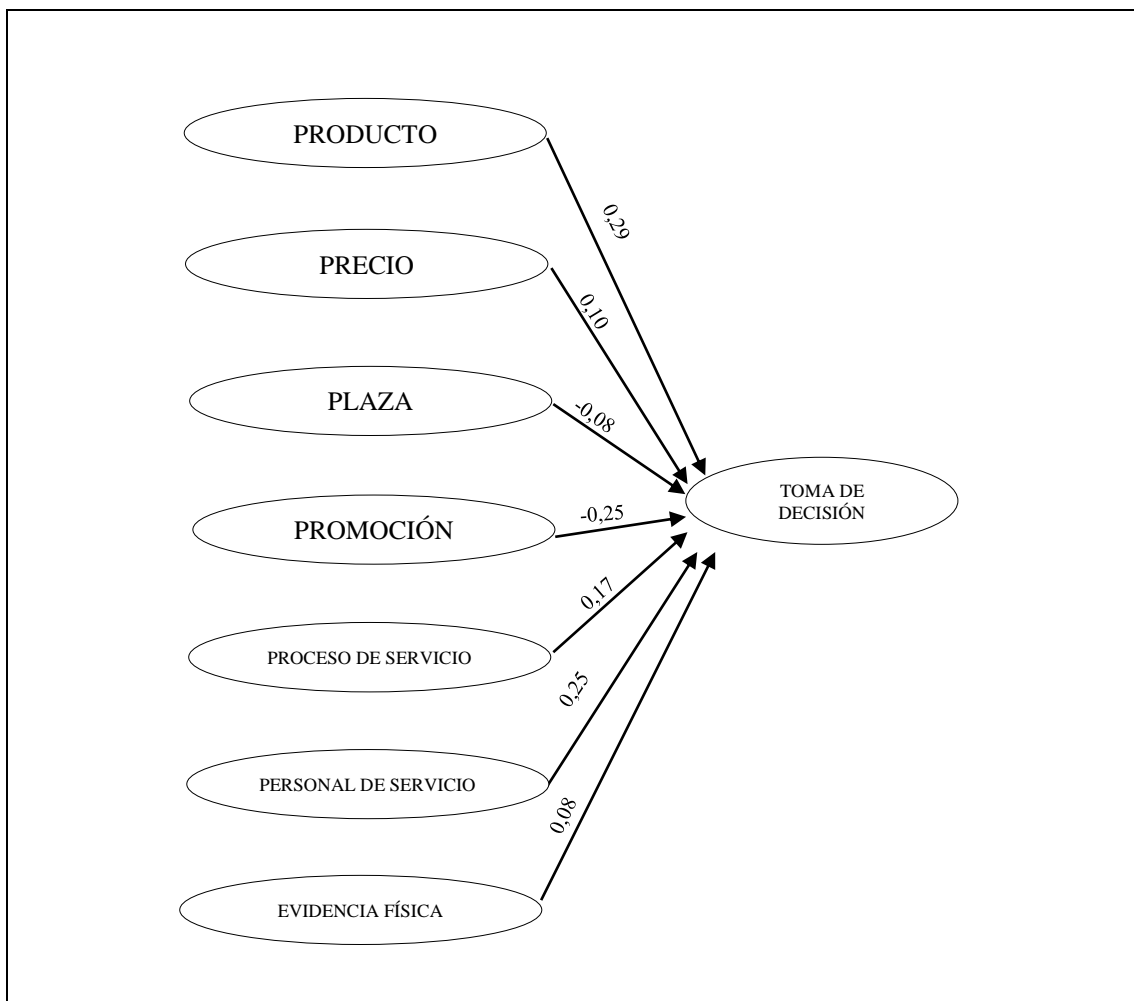 PRODUCTO
0,29
PRECIO
0,10
PLAZA
-0,08
TOMA DE
DECISIÓN
PROMOCIÓN
-0,25
0,17
PROCESO DE SERVICIO
0,25
PERSONAL DE SERVICIO
0,08
EVIDENCIA FÍSICA